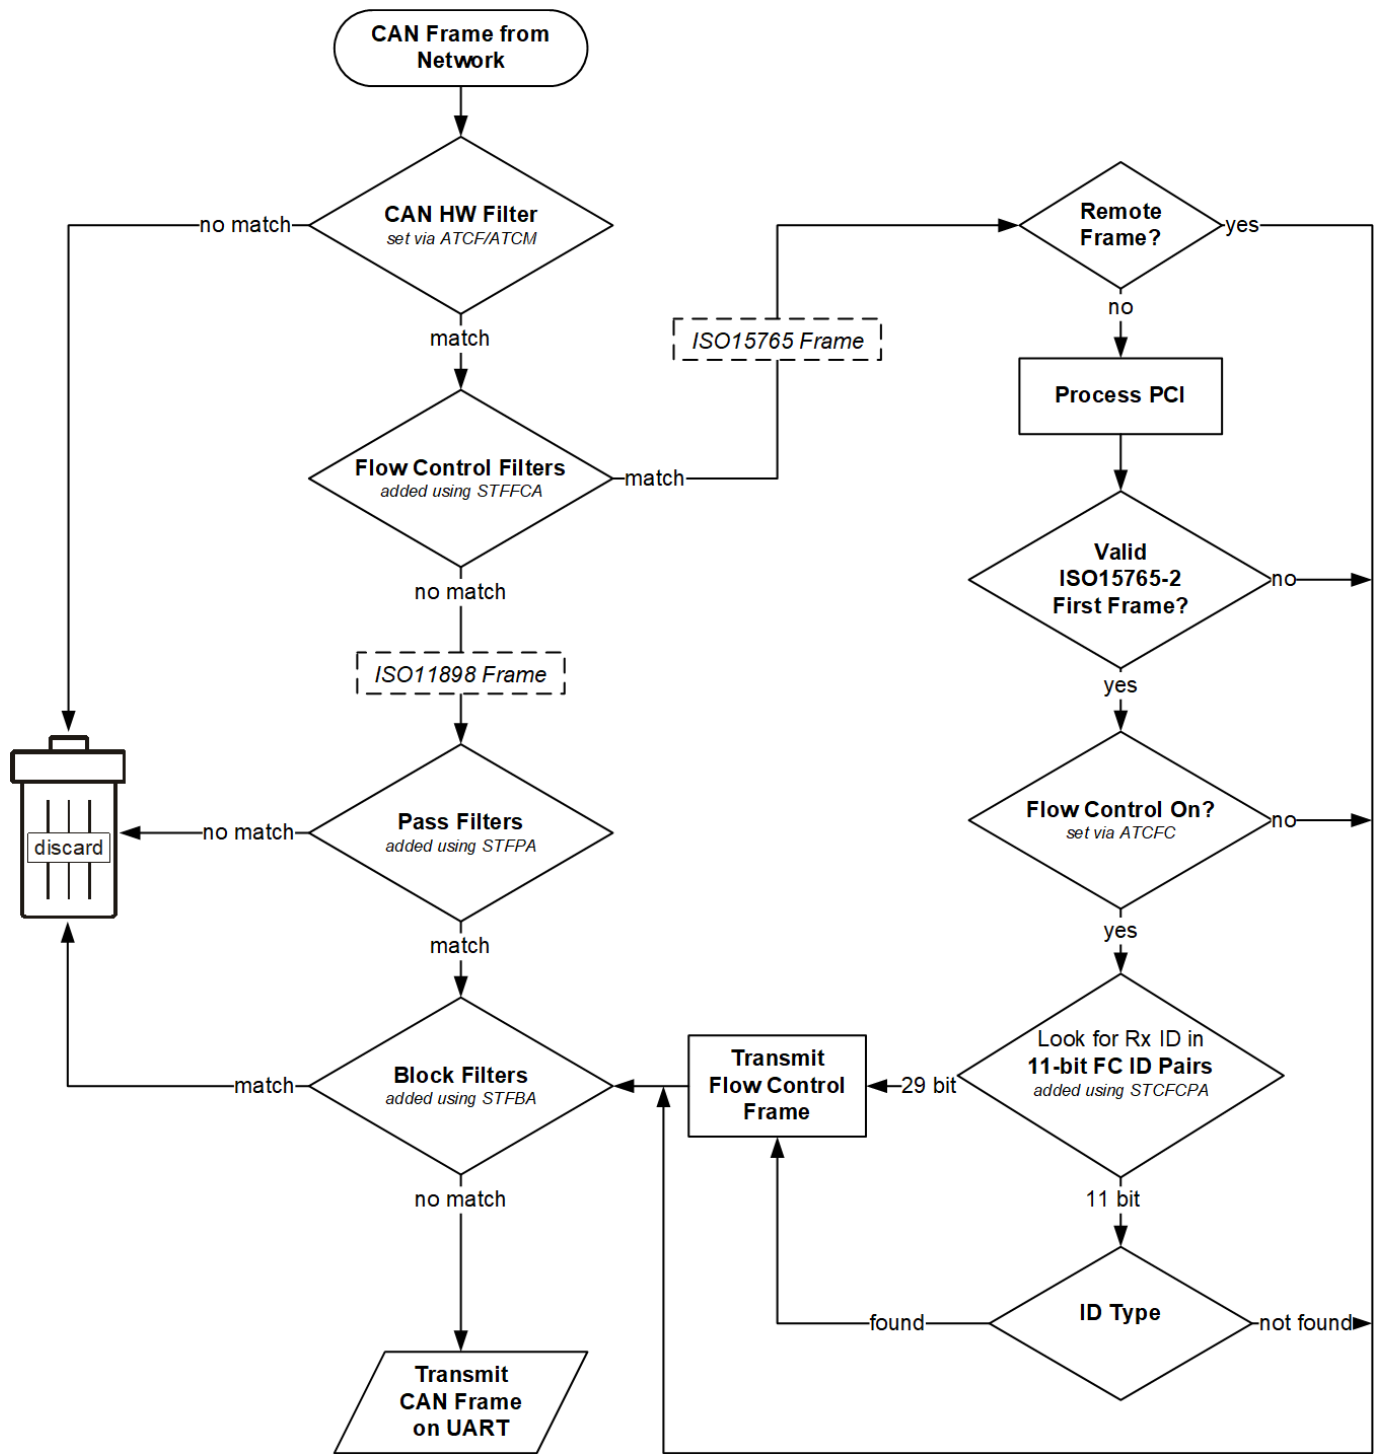 CAN Frame from
Network
CAN HW Filter
set via ATCF/ATCM
no match
match
Flow Control Filters
added using STFFCA
match
no match
ISO15765 Frame
ISO11898 Frame
Pass Filters
added using STFPA
no match
discard
match
Block Filters
added using STFBA
match
no match
Transmit
CAN Frame
on UART
Remote
Frame?
yes
no
Process PCI
Valid
ISO15765-2
First Frame?
no
yes
Flow Control On?
set via ATCFC
no
yes
Look for Rx ID in
11-bit FC ID Pairs
added using STCFCPA
29 bit
Transmit
Flow Control
Frame
11 bit
ID Type
found
not found